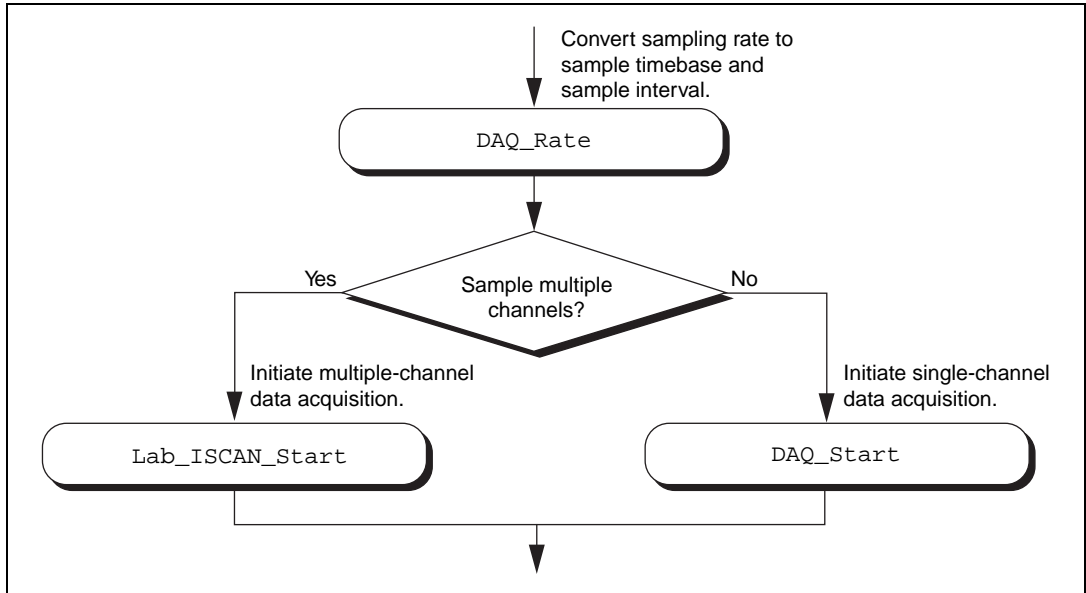 Convert sampling rate to
sample timebase and
sample interval.
DAQ_Rate
Yes
Sample multiple
channels?
No
Initiate multiple-channel
data acquisition.
Initiate single-channel
data acquisition.
Lab_ISCAN_Start
DAQ_Start